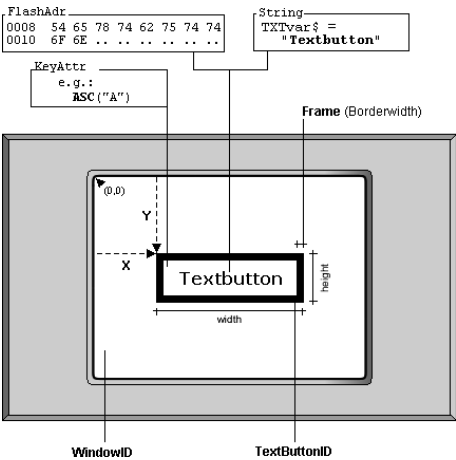 FlashAdr
0008 54 65 78 74 62 75 74 74
0010 6F 6E .. .. .. .. .. ..
String
TXTvar$ =
"Textbutton"
KeyAttr
e.g.:
ASC("A")
Frame (Borderwidth)
(0,0)
Y
X
Textbutton
height
width
WindowID
TextButtonID